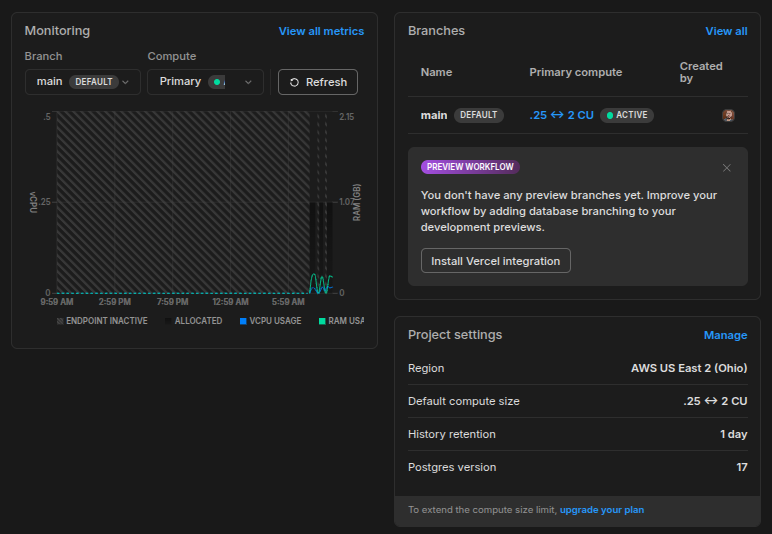 Monitoring
View all metrics
Branch
Compute
main DEFAULT
Primary
Refresh
.5
2.15
vCPU
.25
1.07
RAM (GB)
0
0
9:59 AM
2:59 PM
7:59 PM
12:59 AM
5:59 AM
ENDPOINT INACTIVE
ALLOCATED
VCPU USAGE
RAM USA
Branches
View all
Name
Primary compute
Created
by
main DEFAULT
.25 ↔ 2 CU
ACTIVE
PREVIEW WORKFLOW
You don't have any preview branches yet. Improve your
workflow by adding database branching to your
development previews.
Install Vercel integration
Project settings
Manage
Region
AWS US East 2 (Ohio)
Default compute size
.25 ↔ 2 CU
History retention
1 day
Postgres version
17
To extend the compute size limit, upgrade your plan